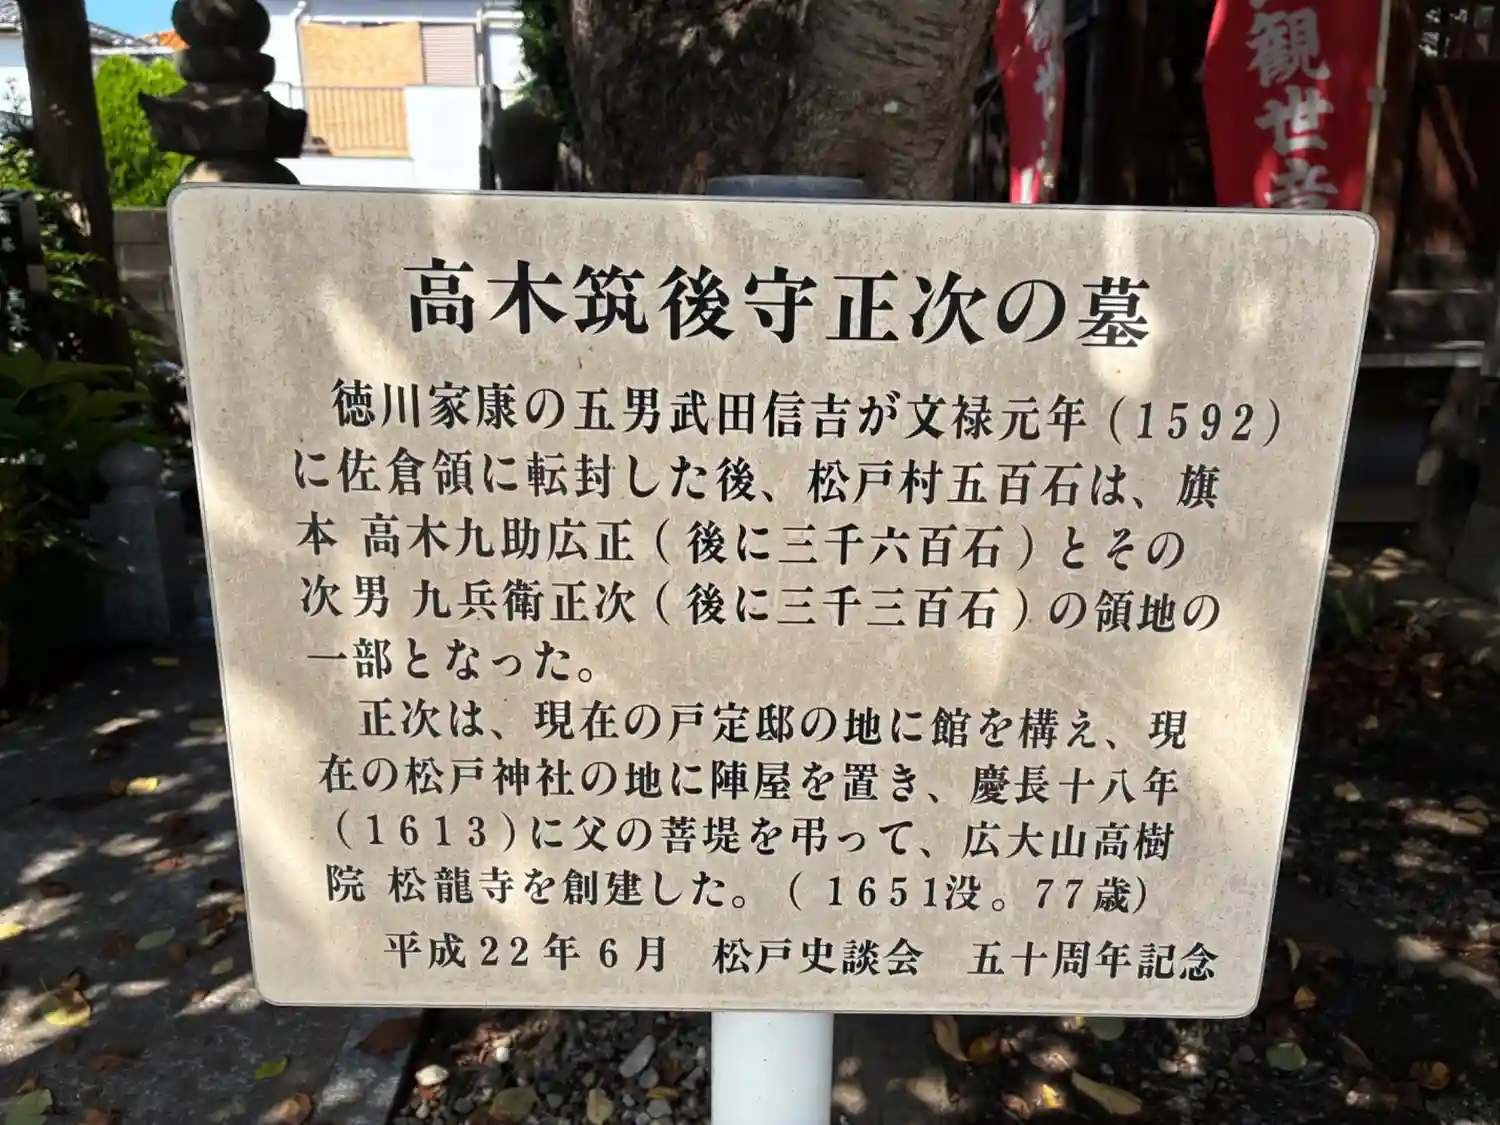 高木筑後守正次の墓
徳川家康の五男武田信吉が文禄元年(1592)
に佐倉領に転封した後、松戸村五百石は、旗
本 高木九助広正(後に三千六百石)とその
次男 九兵衛正次(後に三千三百石)の領地の
一部となった。
正次は、現在の戸定邸の地に館を構え、現
在の松戸神社の地に陣屋を置き、慶長十八年
(1613)に父の菩提を弔って、広大山高樹
院 松龍寺を創建した。(1651没。77歳)
平成22年6月 松戸史談会 五十周年記念
観世音